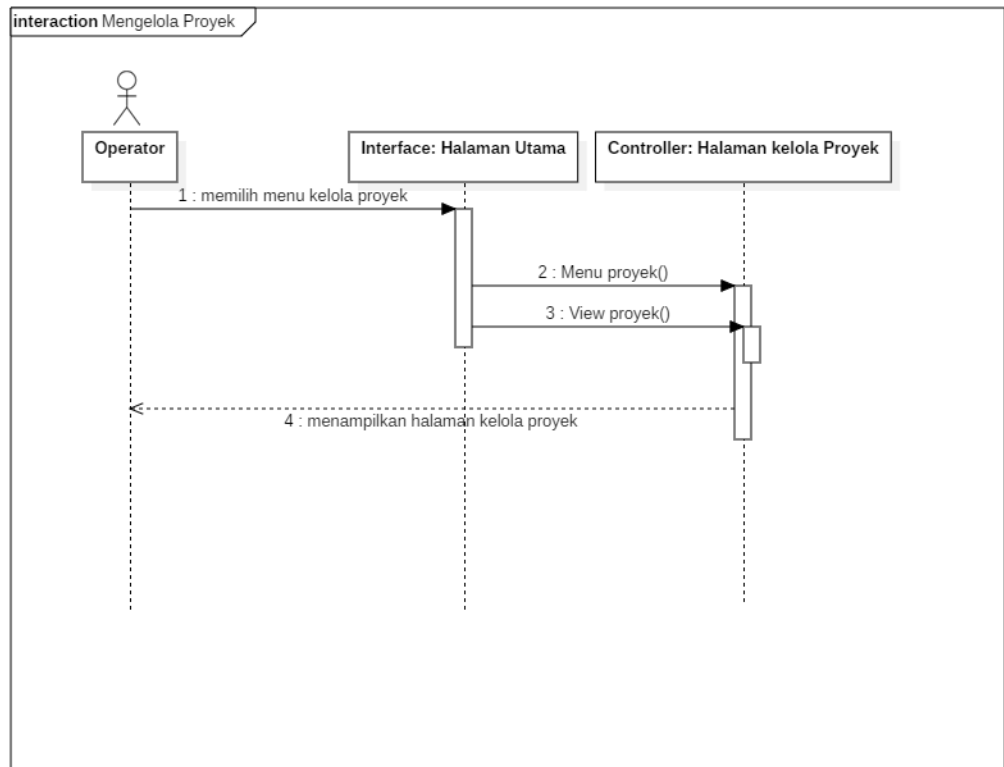 interaction Mengelola Proyek
Operator
Interface: Halaman Utama
Controller: Halaman kelola Proyek
1 : memilih menu kelola proyek
2 : Menu proyek()
3 : View proyek()
4 : menampilkan halaman kelola proyek